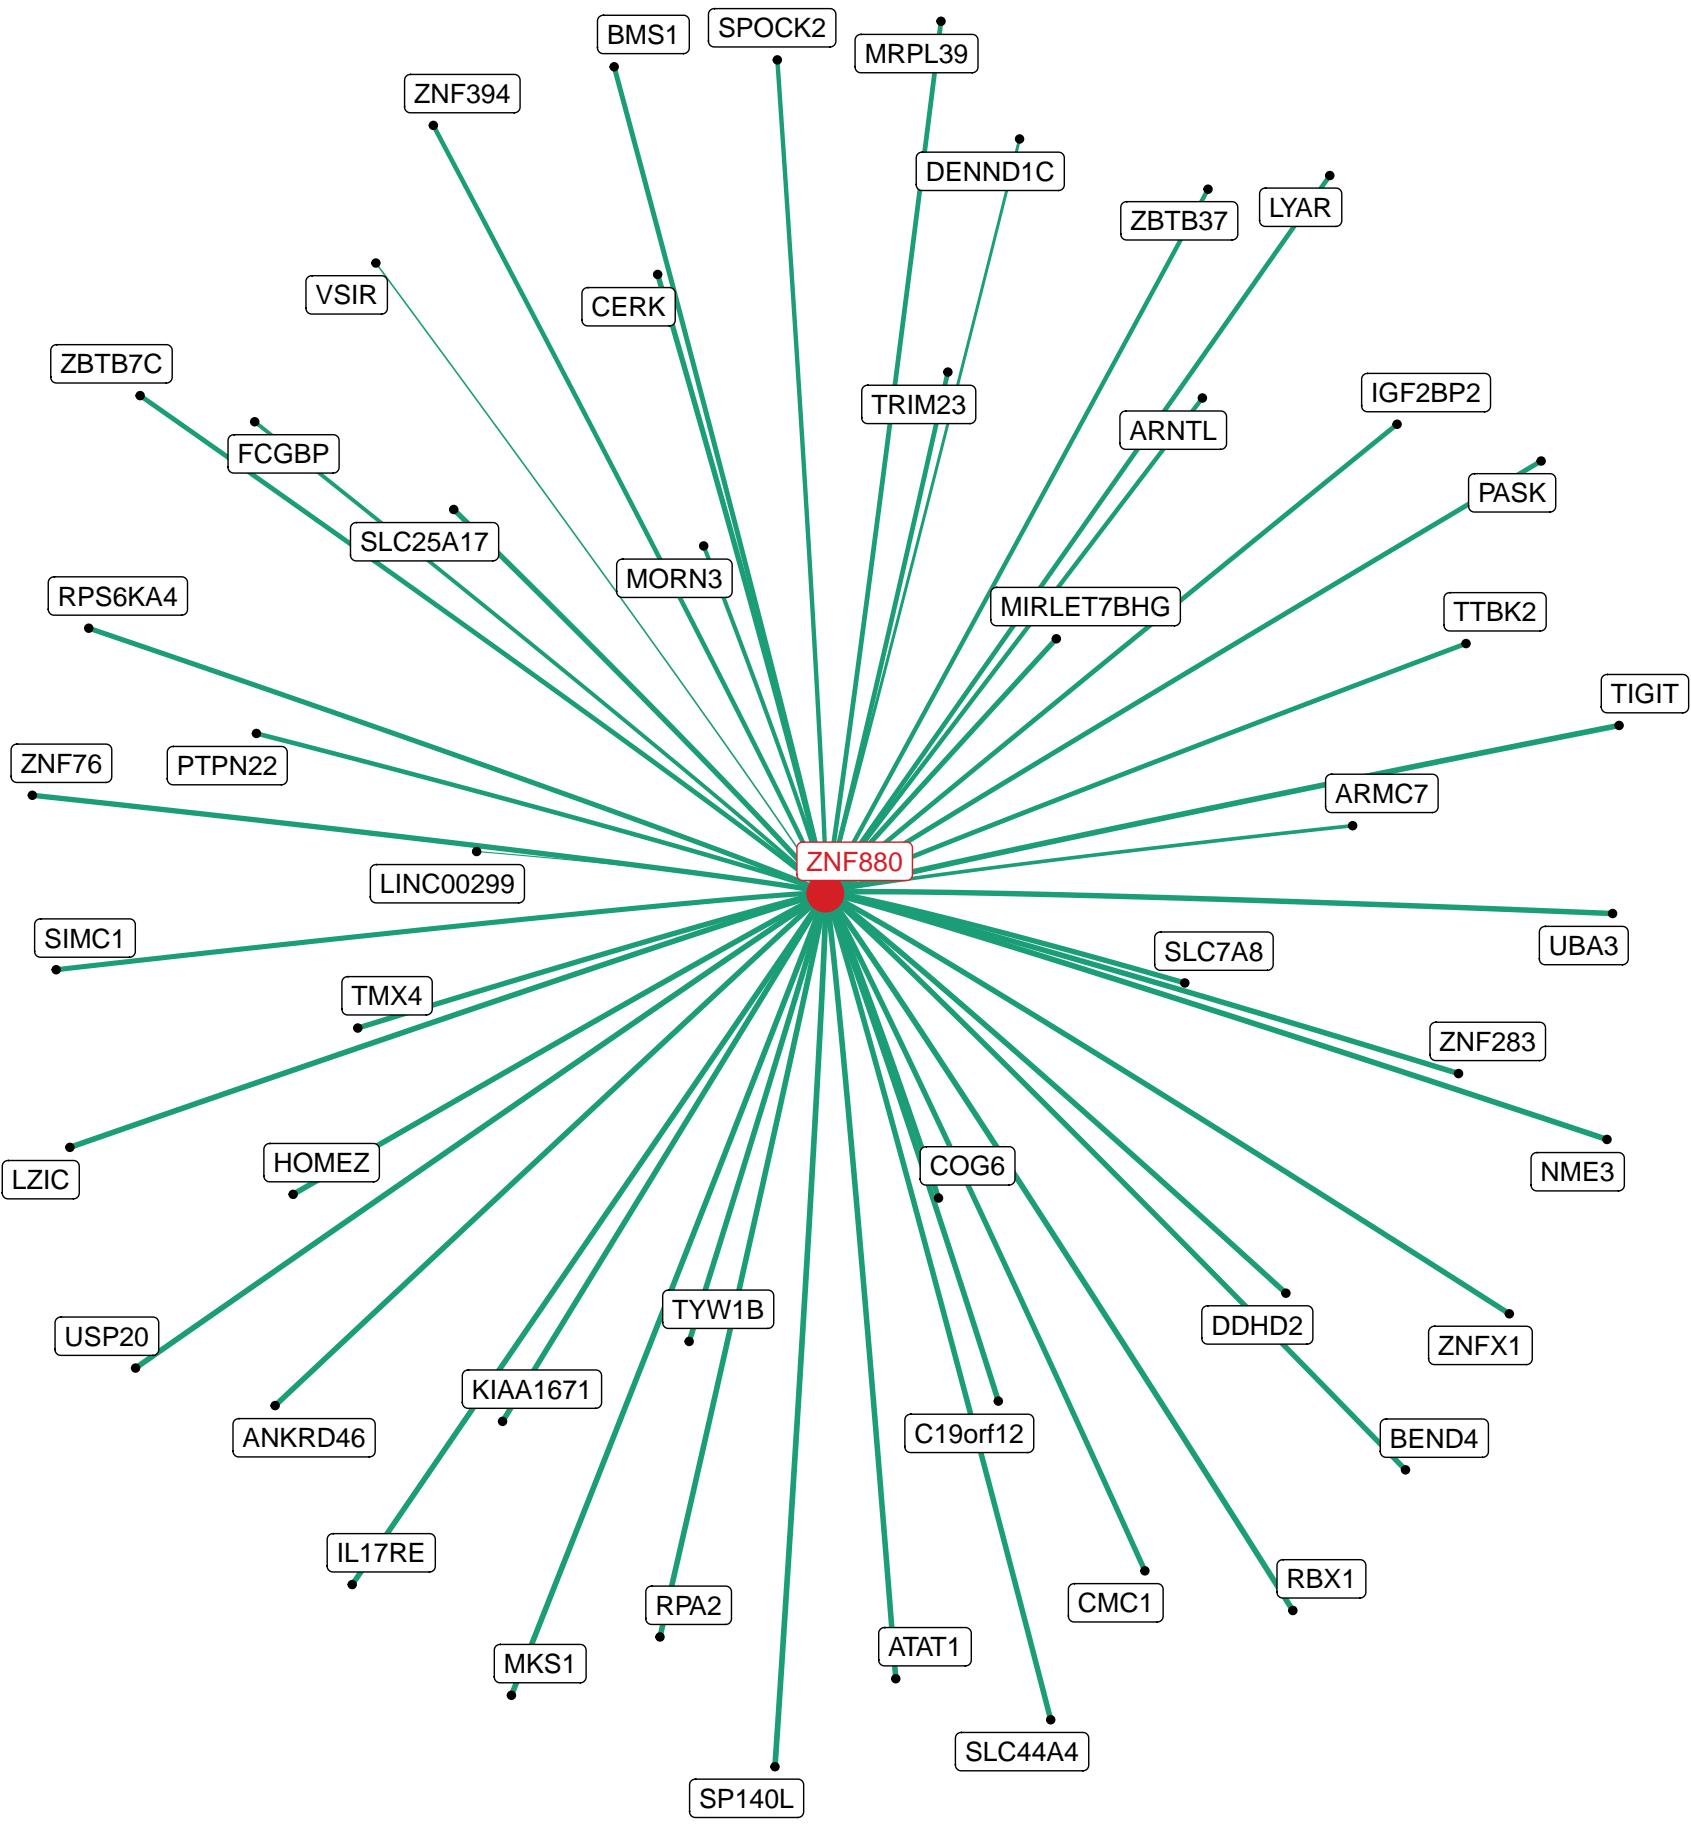 BMS1
SPOCK2
MRPL39
ZNF394
DENND1C
LYAR
ZBTB37
VSIR
CERK
ZBTB7C
IGF2BP2
TRIM23
ARNTL
FCGBP
PASK
SLC25A17
MORN3
RPS6KA4
MIRLET7BHG
TTBK2
TIGIT
ZNF76
PTPN22
ARMC7
ZNF880
LINC00299
SIMC1
UBA3
SLC7A8
TMX4
ZNF283
HOMEZ
COG6
NME3
LZIC
TYW1B
DDHD2
USP20
ZNFX1
KIAA1671
C19orf12
ANKRD46
BEND4
IL17RE
RBX1
CMC1
RPA2
ATAT1
MKS1
SLC44A4
SP140L